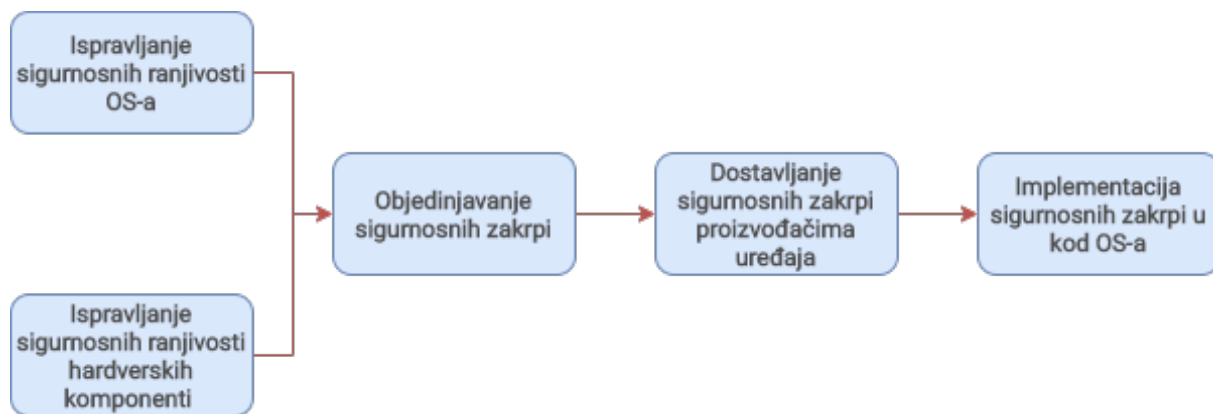 Ispravljanje
sigurnosnih ranjivosti
OS-a
Ispravljanje
sigurnosnih ranjivosti
hardverskih
komponenti
Objedinjavanje
sigurnosnih zakrpi
Dostavljanje
sigurnosnih zakrpi
proizvođačima
uređaja
Implementacija
sigurnosnih zakrpi u
kod OS-a